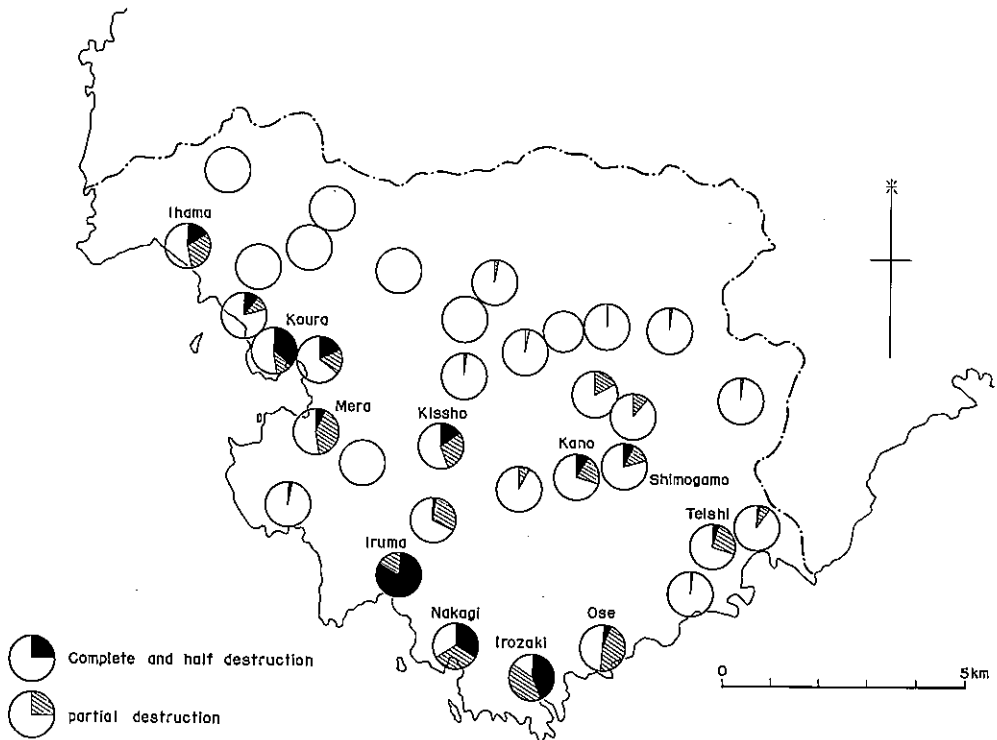 Ihama
Koura
Mera
Kissho
Kano
Shimogamo
Teishi
Iruma
Nakagi
Irozaki
Ose
Complete and half destruction
partial destruction
0
5km